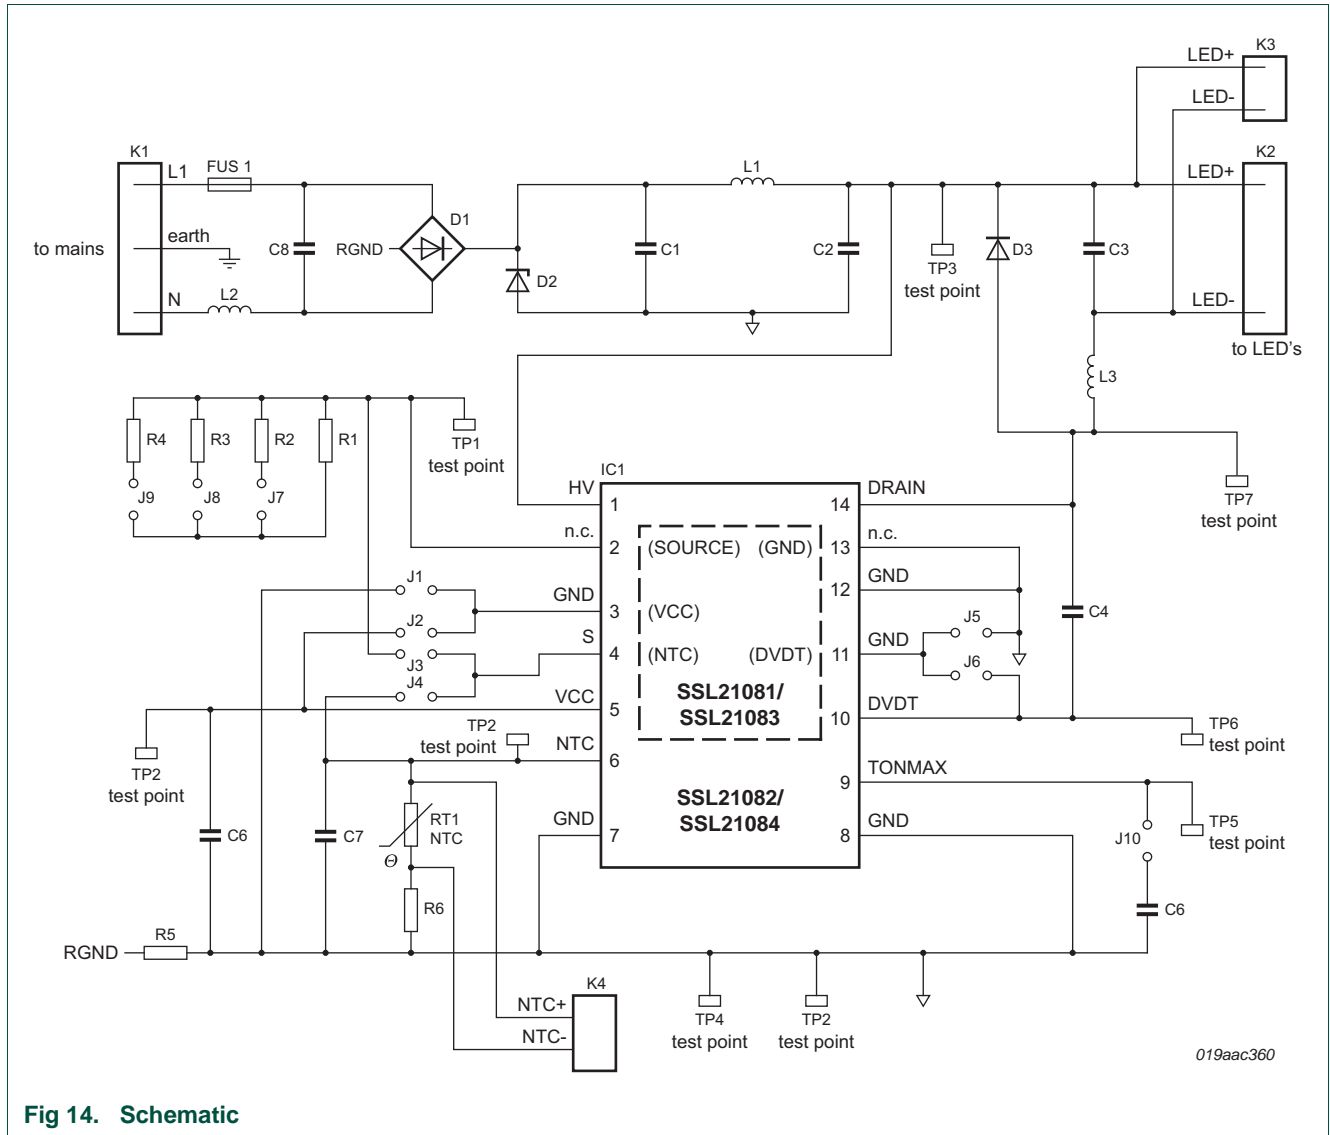 K3
LED+
LED-
K1
L1
FUS 1
L1
K2
LED+
to mains
earth
C8
RGND
D1
D2
C1
C2
TP3
test point
D3
C3
N
L2
LED-
to LED's
L3
R4
R3
R2
R1
TP1
test point
J9
J8
J7
IC1
HV
1
14
DRAIN
TP7
test point
n.c.
2
(SOURCE)
(GND)
13
n.c.
J1
GND
3
(VCC)
12
GND
C4
J2
J3
J4
S
4
(NTC)
(DVDT)
11
GND
J5
J6
SSL21081/
SSL21083
VCC
5
10
DVDT
TP6
test point
TP2
test point
TP2
test point
NTC
6
9
TONMAX
SSL21082/
SSL21084
TP5
test point
C6
C7
RT1
NTC
Θ
GND
7
8
GND
J10
R6
C6
RGND
R5
K4
NTC+
NTC-
TP4
test point
TP2
test point
019aac360
Fig 14. Schematic